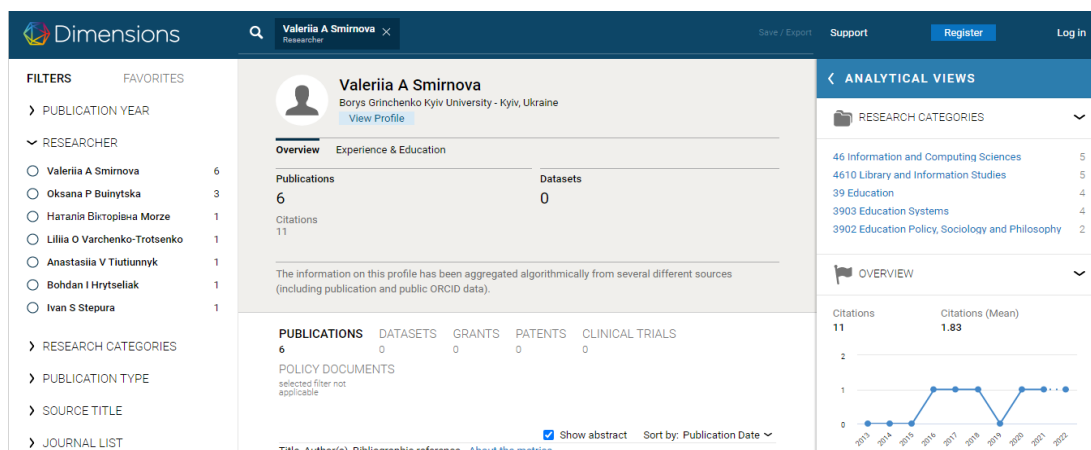 Dimensions
Valeriia A Smirnova ×
Researcher
Save / Export
Support
Register
Log in
FILTERS
FAVORITES
PUBLICATION YEAR
RESEARCHER
Valeriia A Smirnova 6
Oksana P Buinytska 3
Наталія Вікторівна Morze 1
Liliia O Varchenko-Trotsenko 1
Anastasiia V Tiutiunnyk 1
Bohdan I Hrytseliak 1
Ivan S Stepura 1
RESEARCH CATEGORIES
PUBLICATION TYPE
SOURCE TITLE
JOURNAL LIST
Valeriia A Smirnova
Borys Grinchenko Kyiv University - Kyiv, Ukraine
View Profile
Overview Experience & Education
Publications
6
Datasets
0
Citations
11
The information on this profile has been aggregated algorithmically from several different sources
(including publication and public ORCID data).
PUBLICATIONS DATASETS GRANTS PATENTS CLINICAL TRIALS
6 0 0 0 0
POLICY DOCUMENTS
selected filter not
applicable
Show abstract Sort by: Publication Date
Title, Author(s), Bibliographic reference - About the metrics
ANALYTICAL VIEWS
RESEARCH CATEGORIES
46 Information and Computing Sciences 5
4610 Library and Information Studies 5
39 Education 4
3903 Education Systems 4
3902 Education Policy, Sociology and Philosophy 2
OVERVIEW
Citations
11
Citations (Mean)
1.83
2
1
0
2013 2014 2015 2016 2017 2018 2019 2020 2021 2022